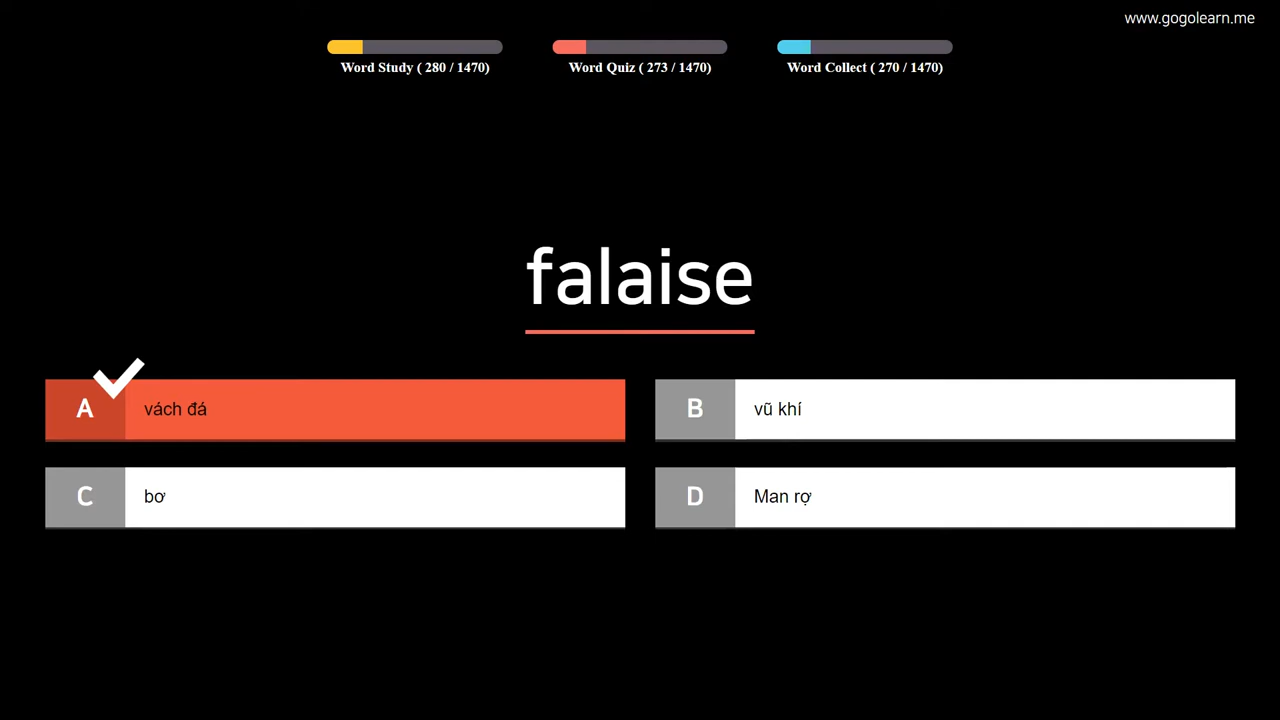 www.gogolearn.me
Word Study ( 280 / 1470)
Word Quiz ( 273 / 1470)
Word Collect ( 270 / 1470)
falaise
A vách đá
B vũ khí
C bơ
D Man rợ